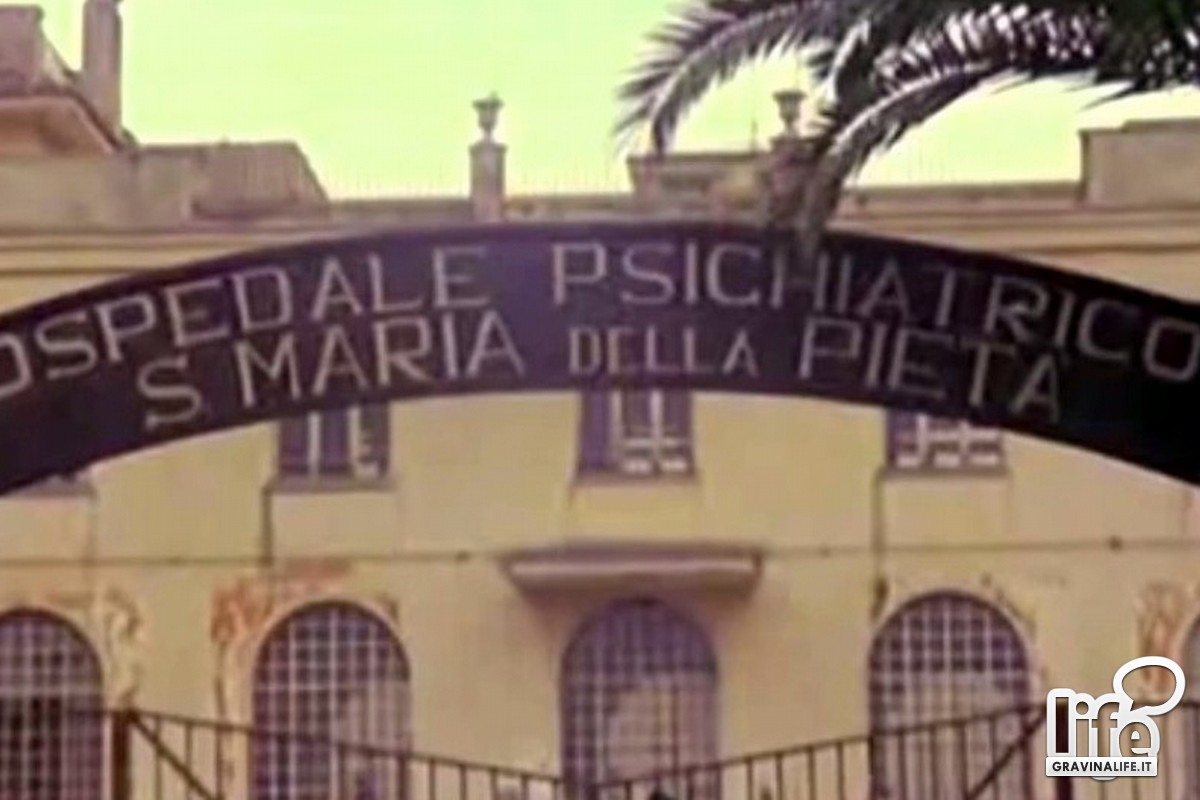 OSPEDALE PSICHIATRICO
S MARIA DELLA PIETA
life
GRAVINALIFE.IT